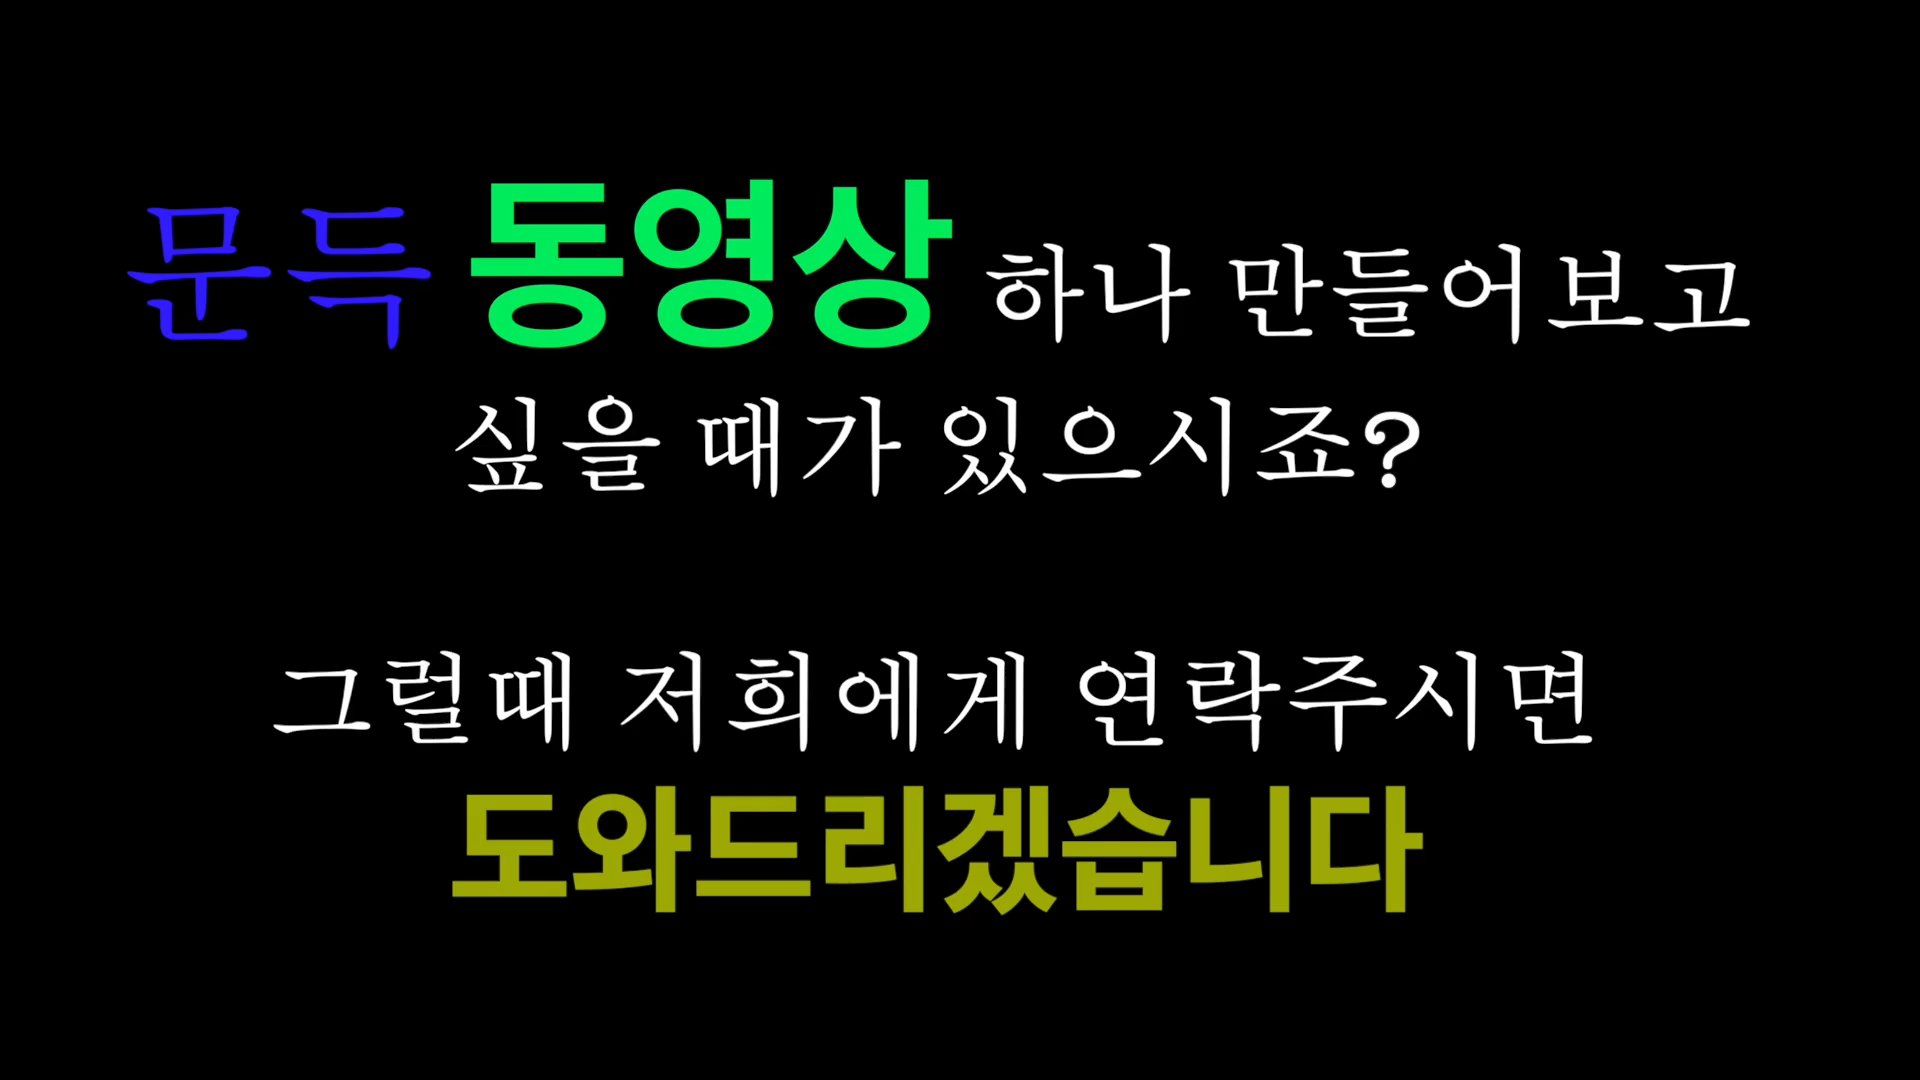 문득 동영상 하나 만들어보고
싶을 때가 있으시죠?
그럴때 저희에게 연락주시면
도와드리겠습니다